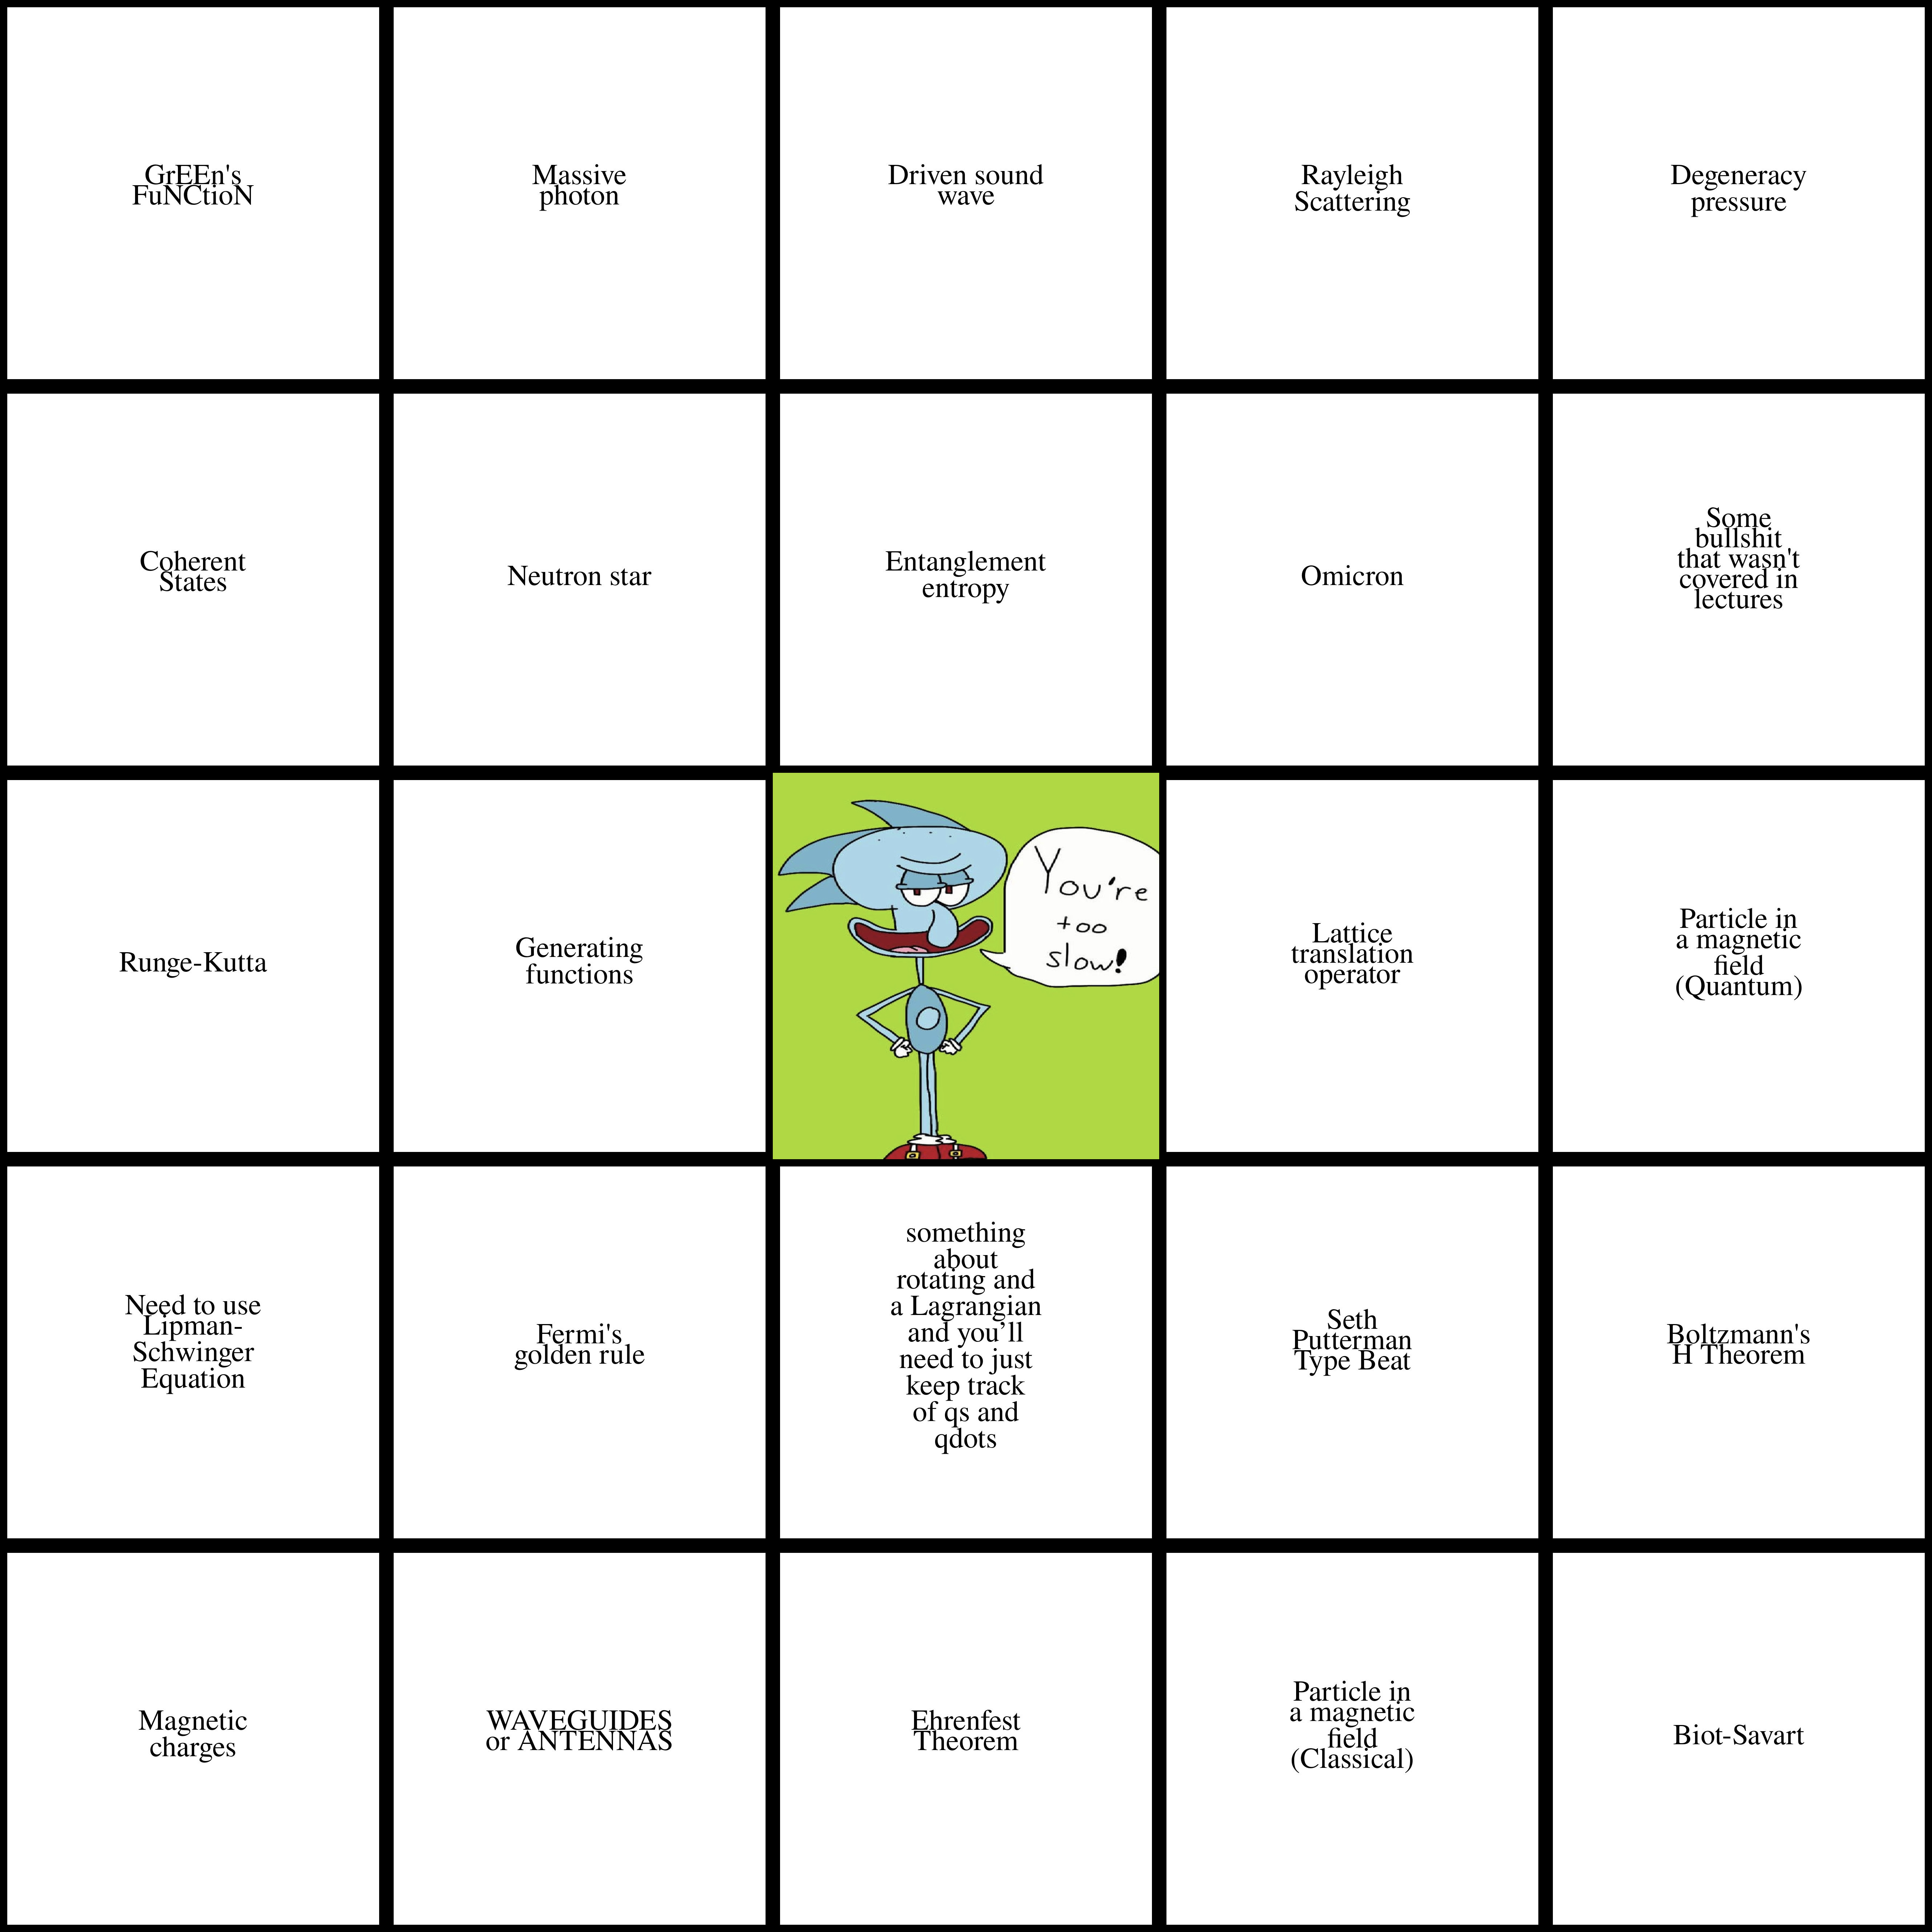 GrEEn's
FuNCtioN
Massive
photon
Driven sound
wave
Rayleigh
Scattering
Degeneracy
pressure
Coherent
States
Neutron star
Entanglement
entropy
Omicron
Some
bullshit
that wasn't
covered in
lectures
Runge-Kutta
Generating
functions
You're
too
slow!
Lattice
translation
operator
Particle in
a magnetic
field
(Quantum)
Need to use
Lipman-
Schwinger
Equation
Fermi's
golden rule
something
about
rotating and
a Lagrangian
and you’ll
need to just
keep track
of qs and
qdots
Seth
Putterman
Type Beat
Boltzmann's
H Theorem
Magnetic
charges
WAVEGUIDES
or ANTENNAS
Ehrenfest
Theorem
Particle in
a magnetic
field
(Classical)
Biot-Savart